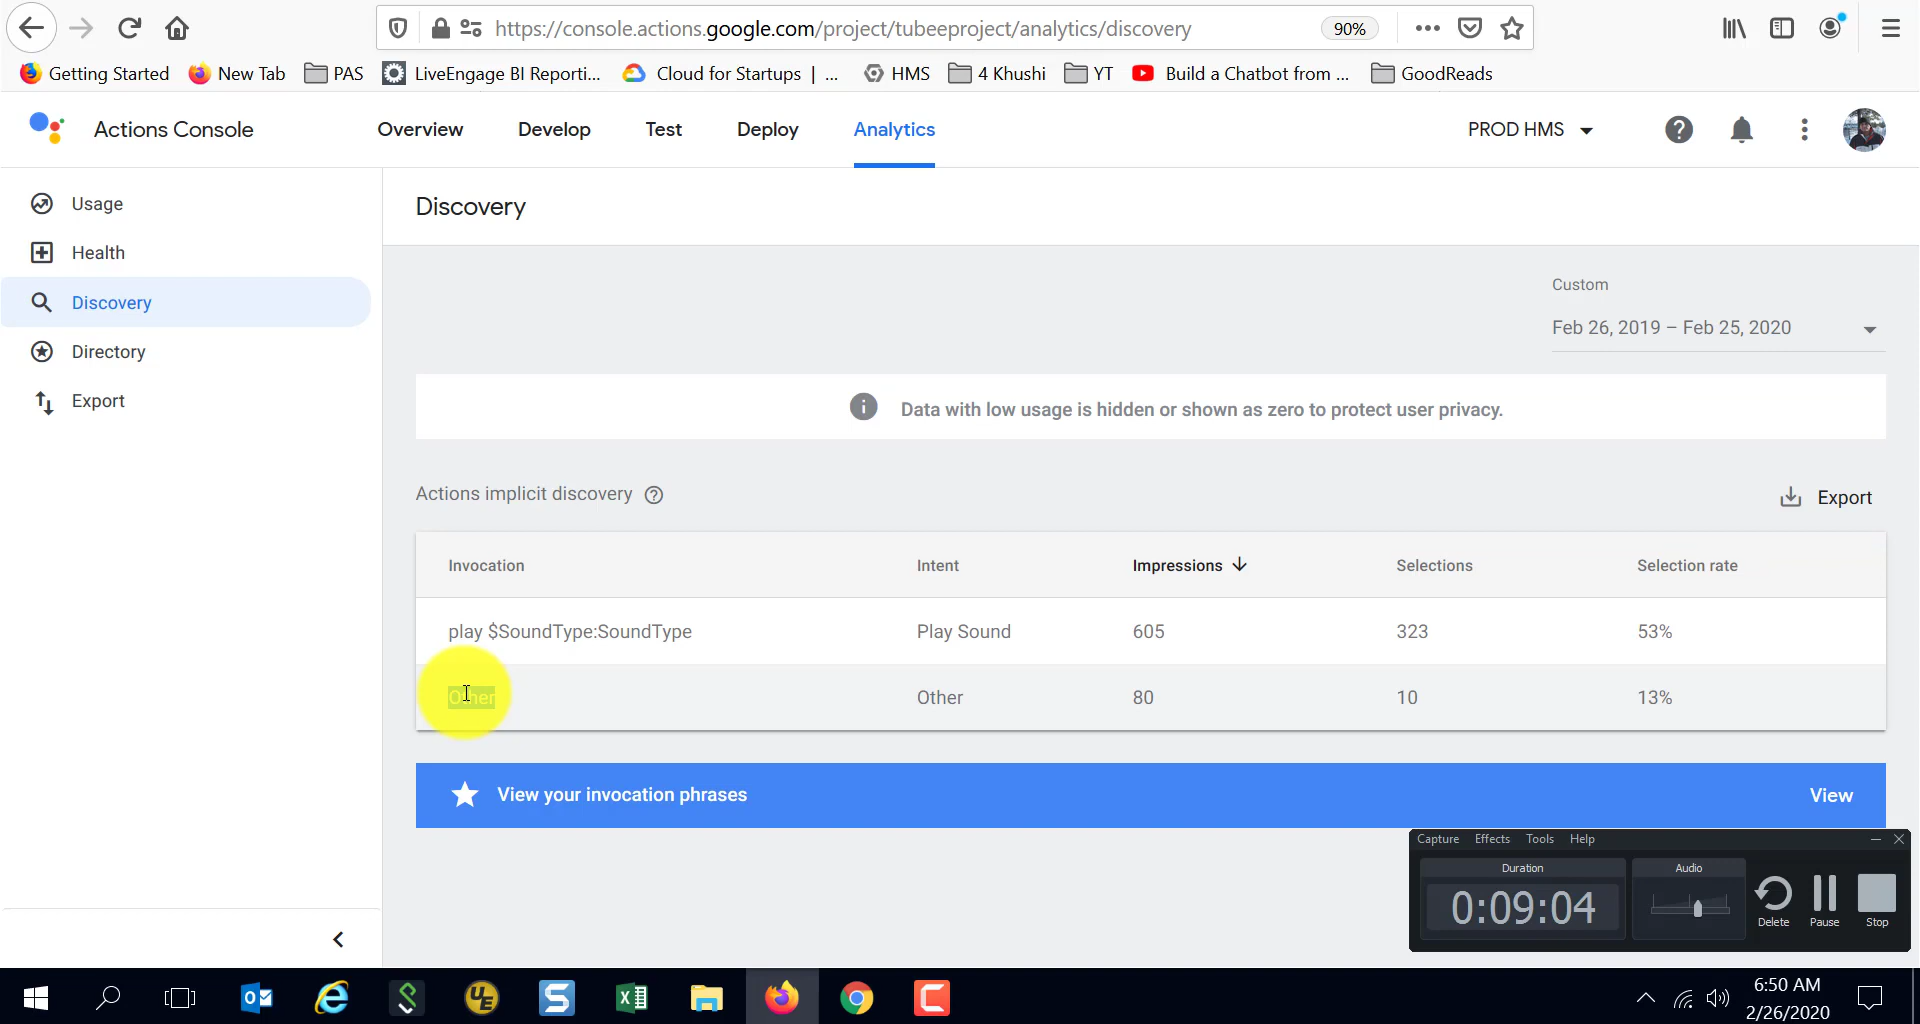 https://console.actions.google.com/project/tubeeproject/analytics/discovery
90%
Getting Started
New Tab
PAS
LiveEngage BI Reporti...
Cloud for Startups | ...
HMS
4 Khushi
YT
Build a Chatbot from ...
GoodReads
Actions Console
Overview
Develop
Test
Deploy
Analytics
PROD HMS
Usage
Health
Discovery
Directory
Export
Discovery
Custom
Feb 26, 2019 – Feb 25, 2020
Data with low usage is hidden or shown as zero to protect user privacy.
Actions implicit discovery
Export
Invocation Intent Impressions Selections Selection rate
play $SoundType:SoundType Play Sound 605 323 53%
Other Other 80 10 13%
View your invocation phrases
View
Capture Effects Tools Help
Duration
Audio
0:09:04
Delete
Pause
Stop
6:50 AM
2/26/2020